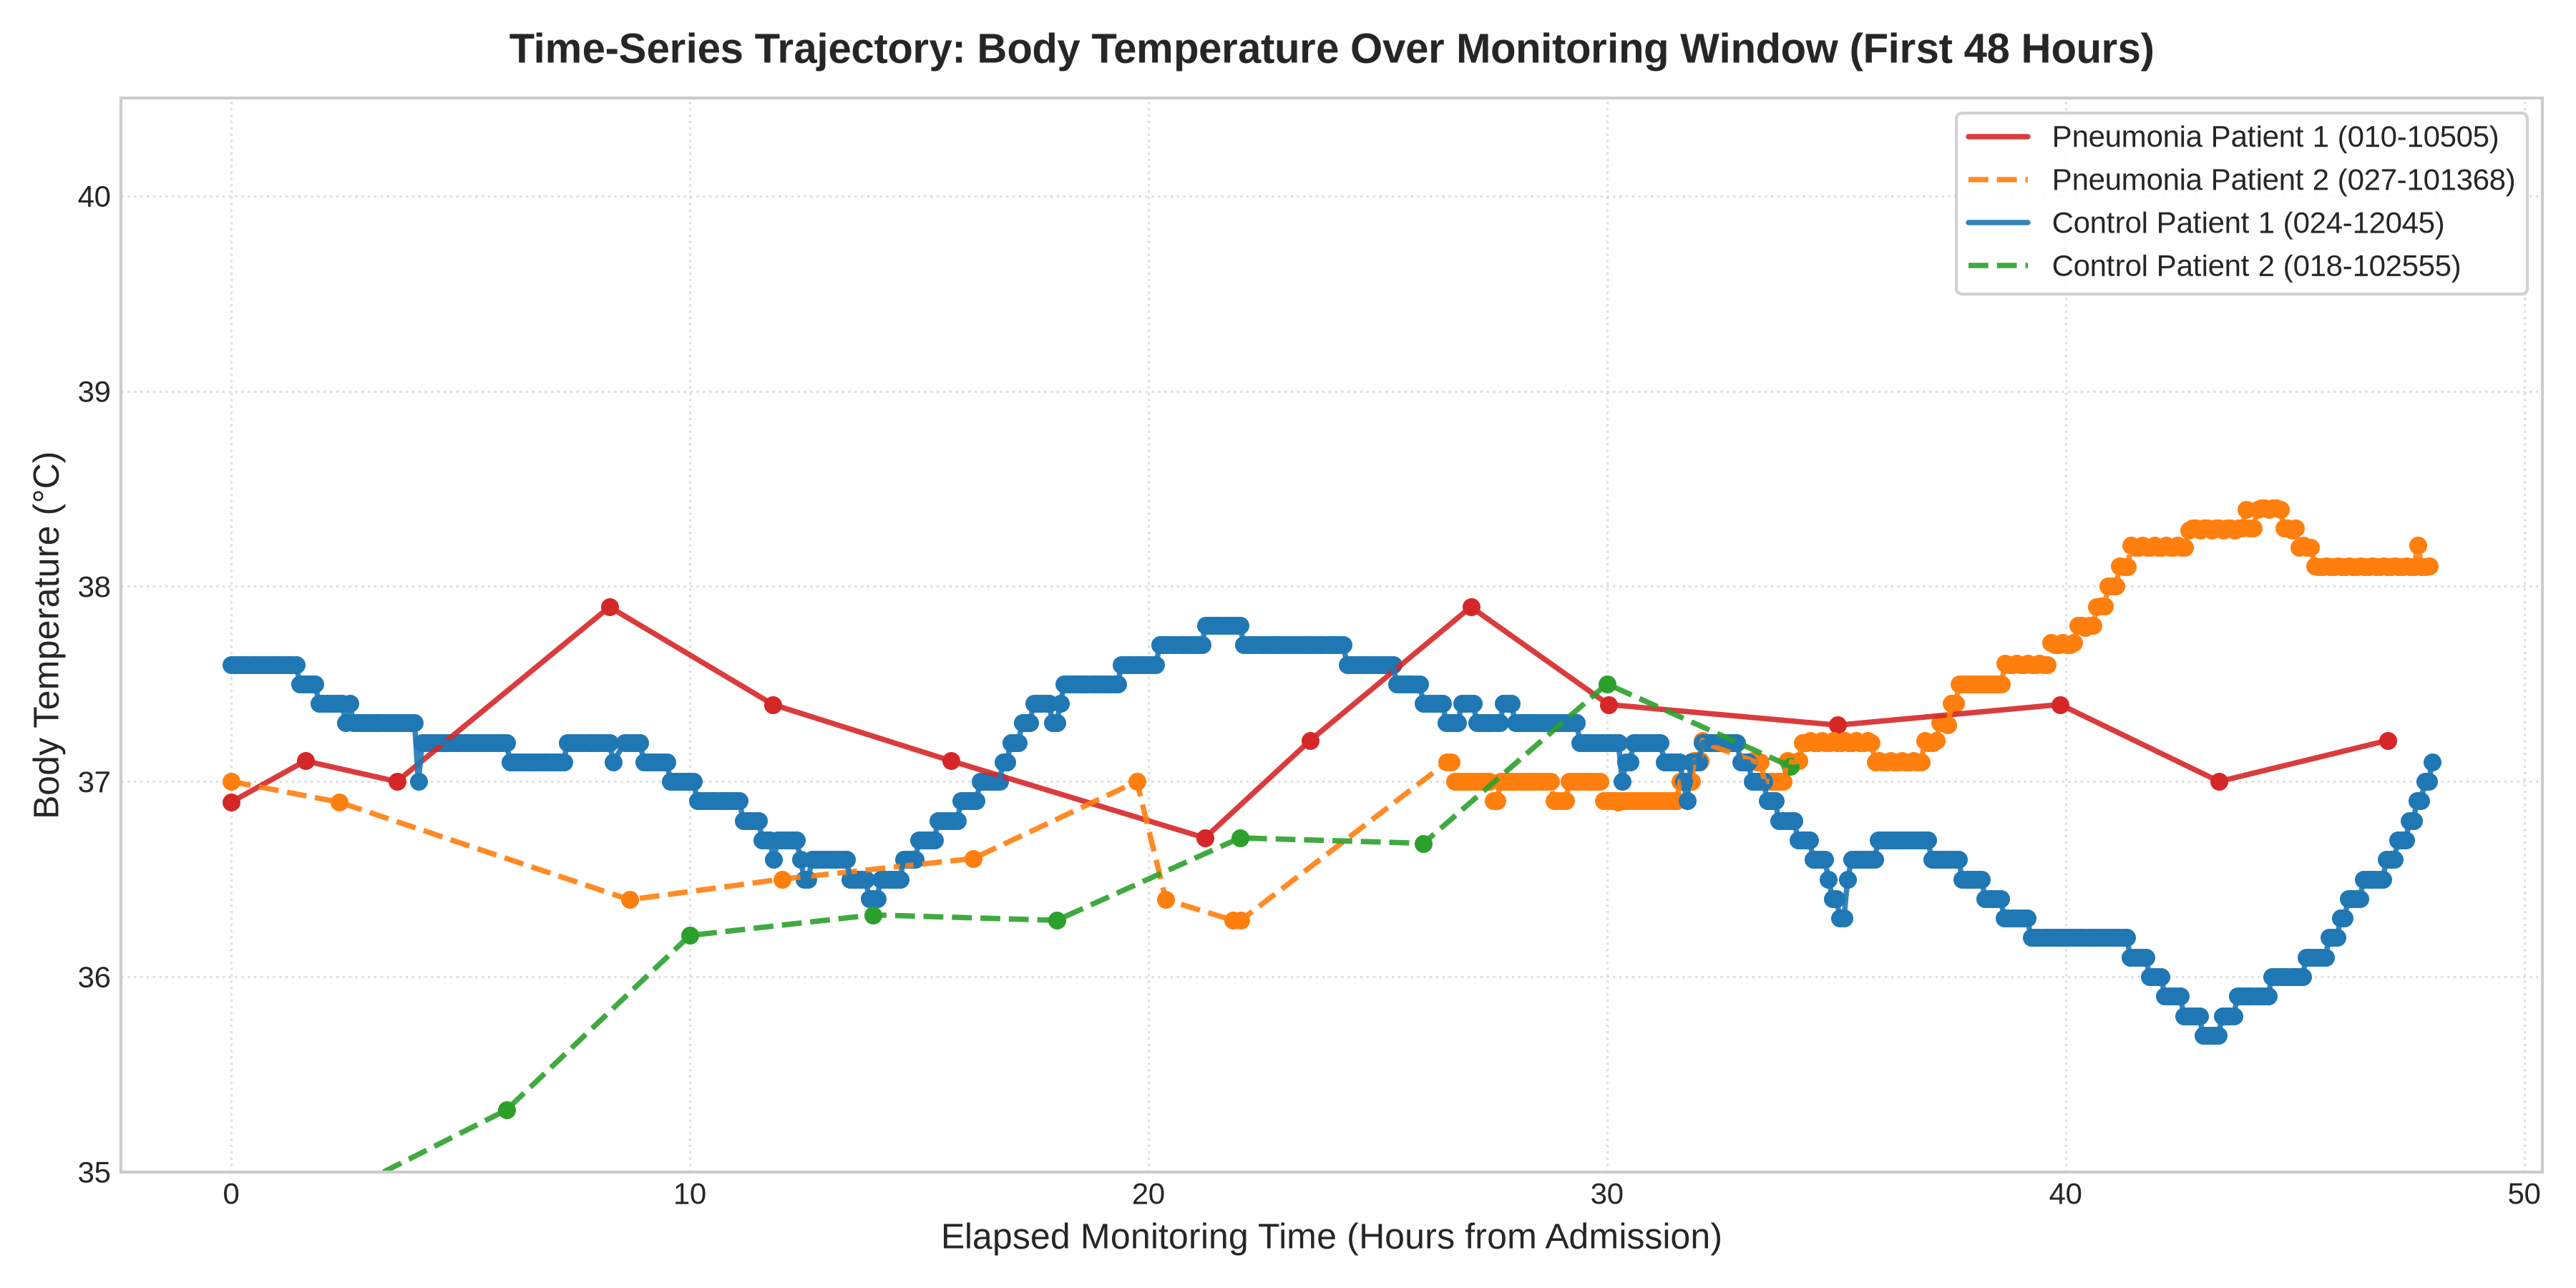 Time-Series Trajectory: Body Temperature Over Monitoring Window (First 48 Hours)
Pneumonia Patient 1 (010-10505)
Pneumonia Patient 2 (027-101368)
Control Patient 1 (024-12045)
Control Patient 2 (018-102555)
Body Temperature (°C)
40
39
38
37
36
35
0
10
20
30
40
50
Elapsed Monitoring Time (Hours from Admission)